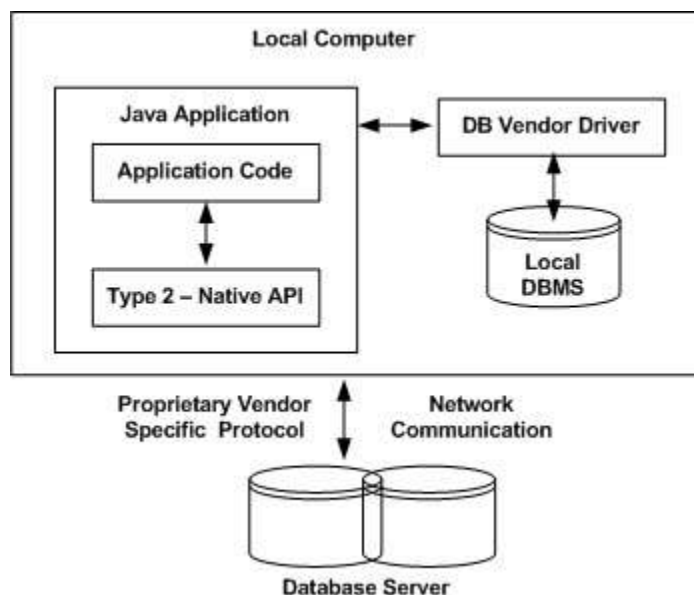 Local Computer
Java Application
DB Vendor Driver
Application Code
Type 2 – Native API
Local
DBMS
Proprietary Vendor
Specific Protocol
Network
Communication
Database Server